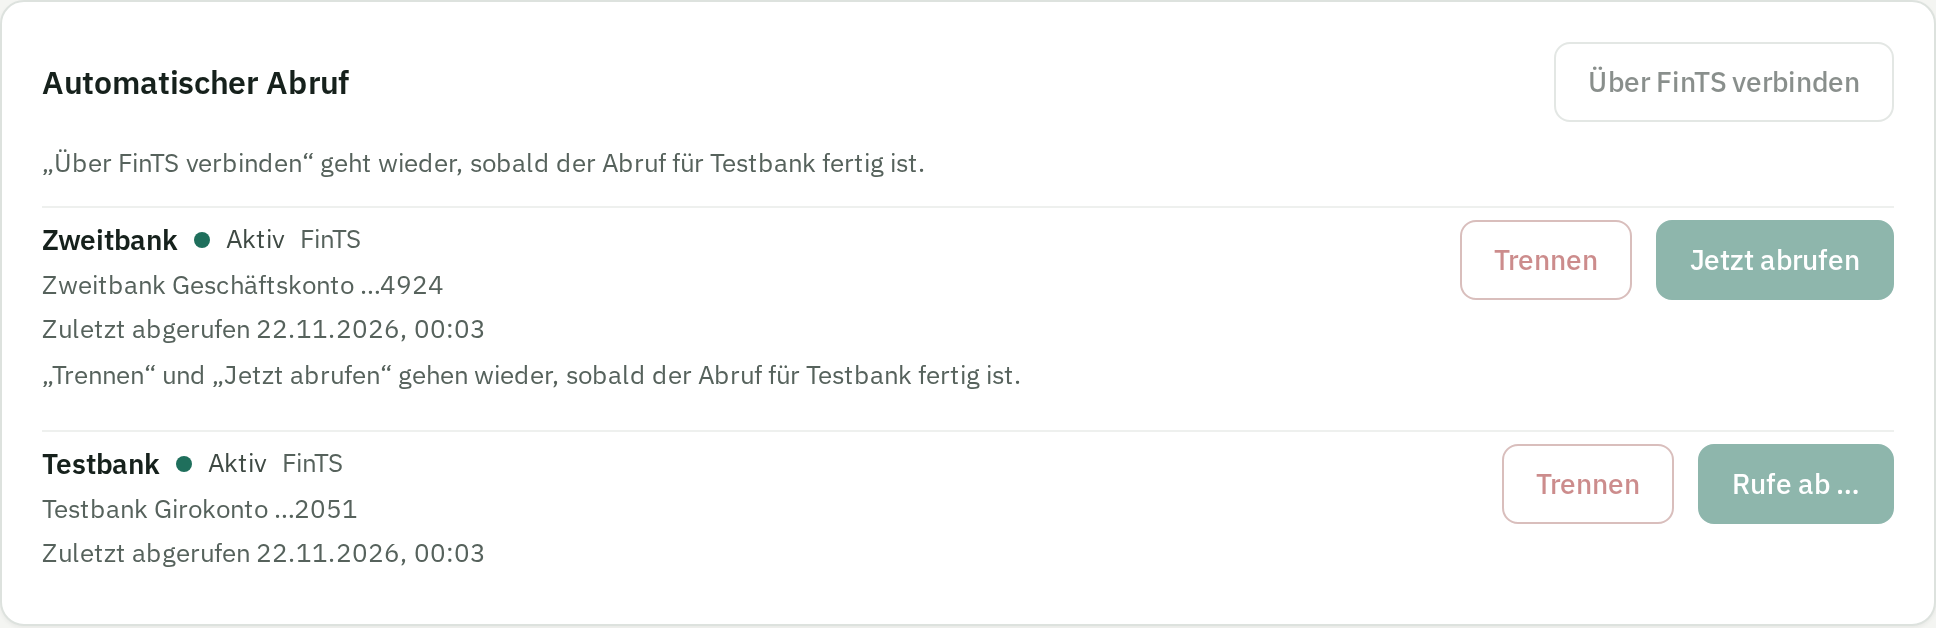 Automatischer Abruf
Über FinTS verbinden
„Über FinTS verbinden“ geht wieder, sobald der Abruf für Testbank fertig ist.
Zweitbank Aktiv FinTS
Trennen
Jetzt abrufen
Zweitbank Geschäftskonto …4924
Zuletzt abgerufen 22.11.2026, 00:03
„Trennen“ und „Jetzt abrufen“ gehen wieder, sobald der Abruf für Testbank fertig ist.
Testbank Aktiv FinTS
Trennen
Rufe ab …
Testbank Girokonto …2051
Zuletzt abgerufen 22.11.2026, 00:03